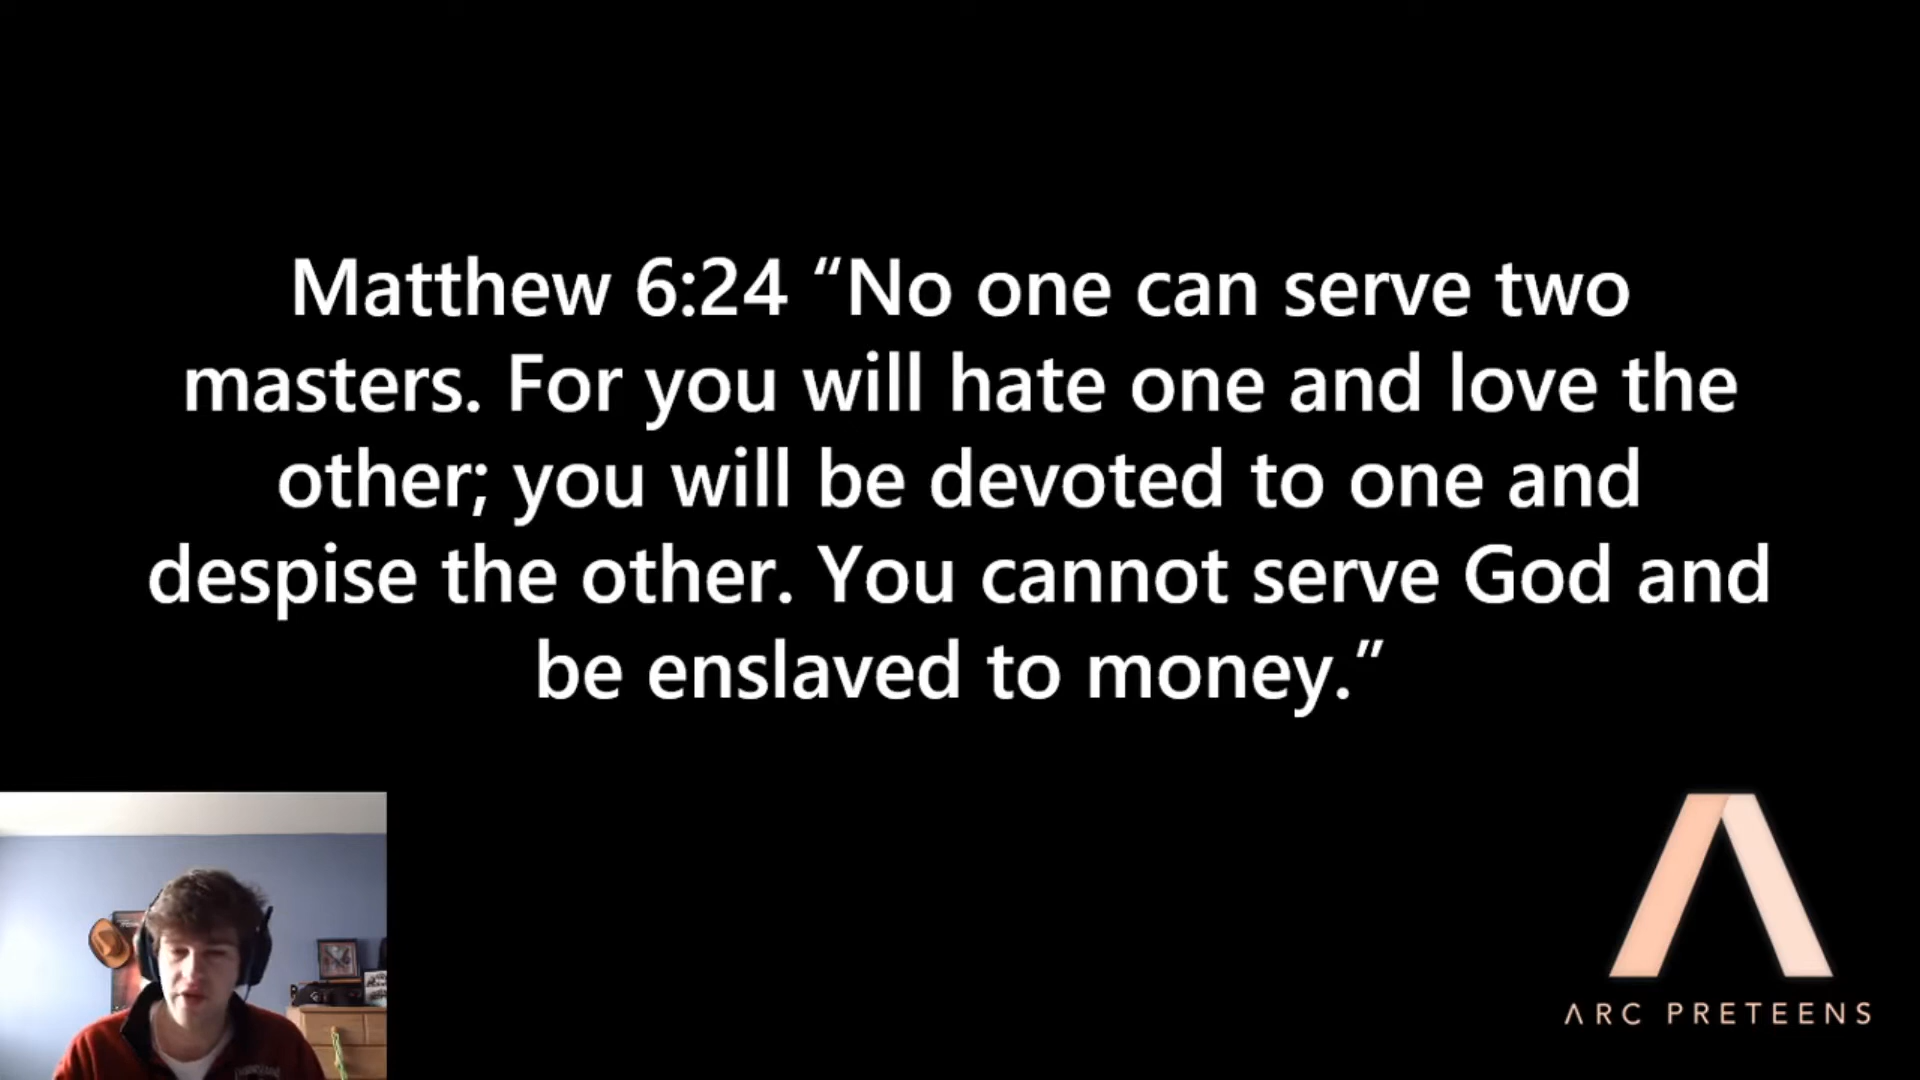 Matthew 6:24 “No one can serve two
masters. For you will hate one and love the
other; you will be devoted to one and
despise the other. You cannot serve God and
be enslaved to money.”
ARC PRETEENS